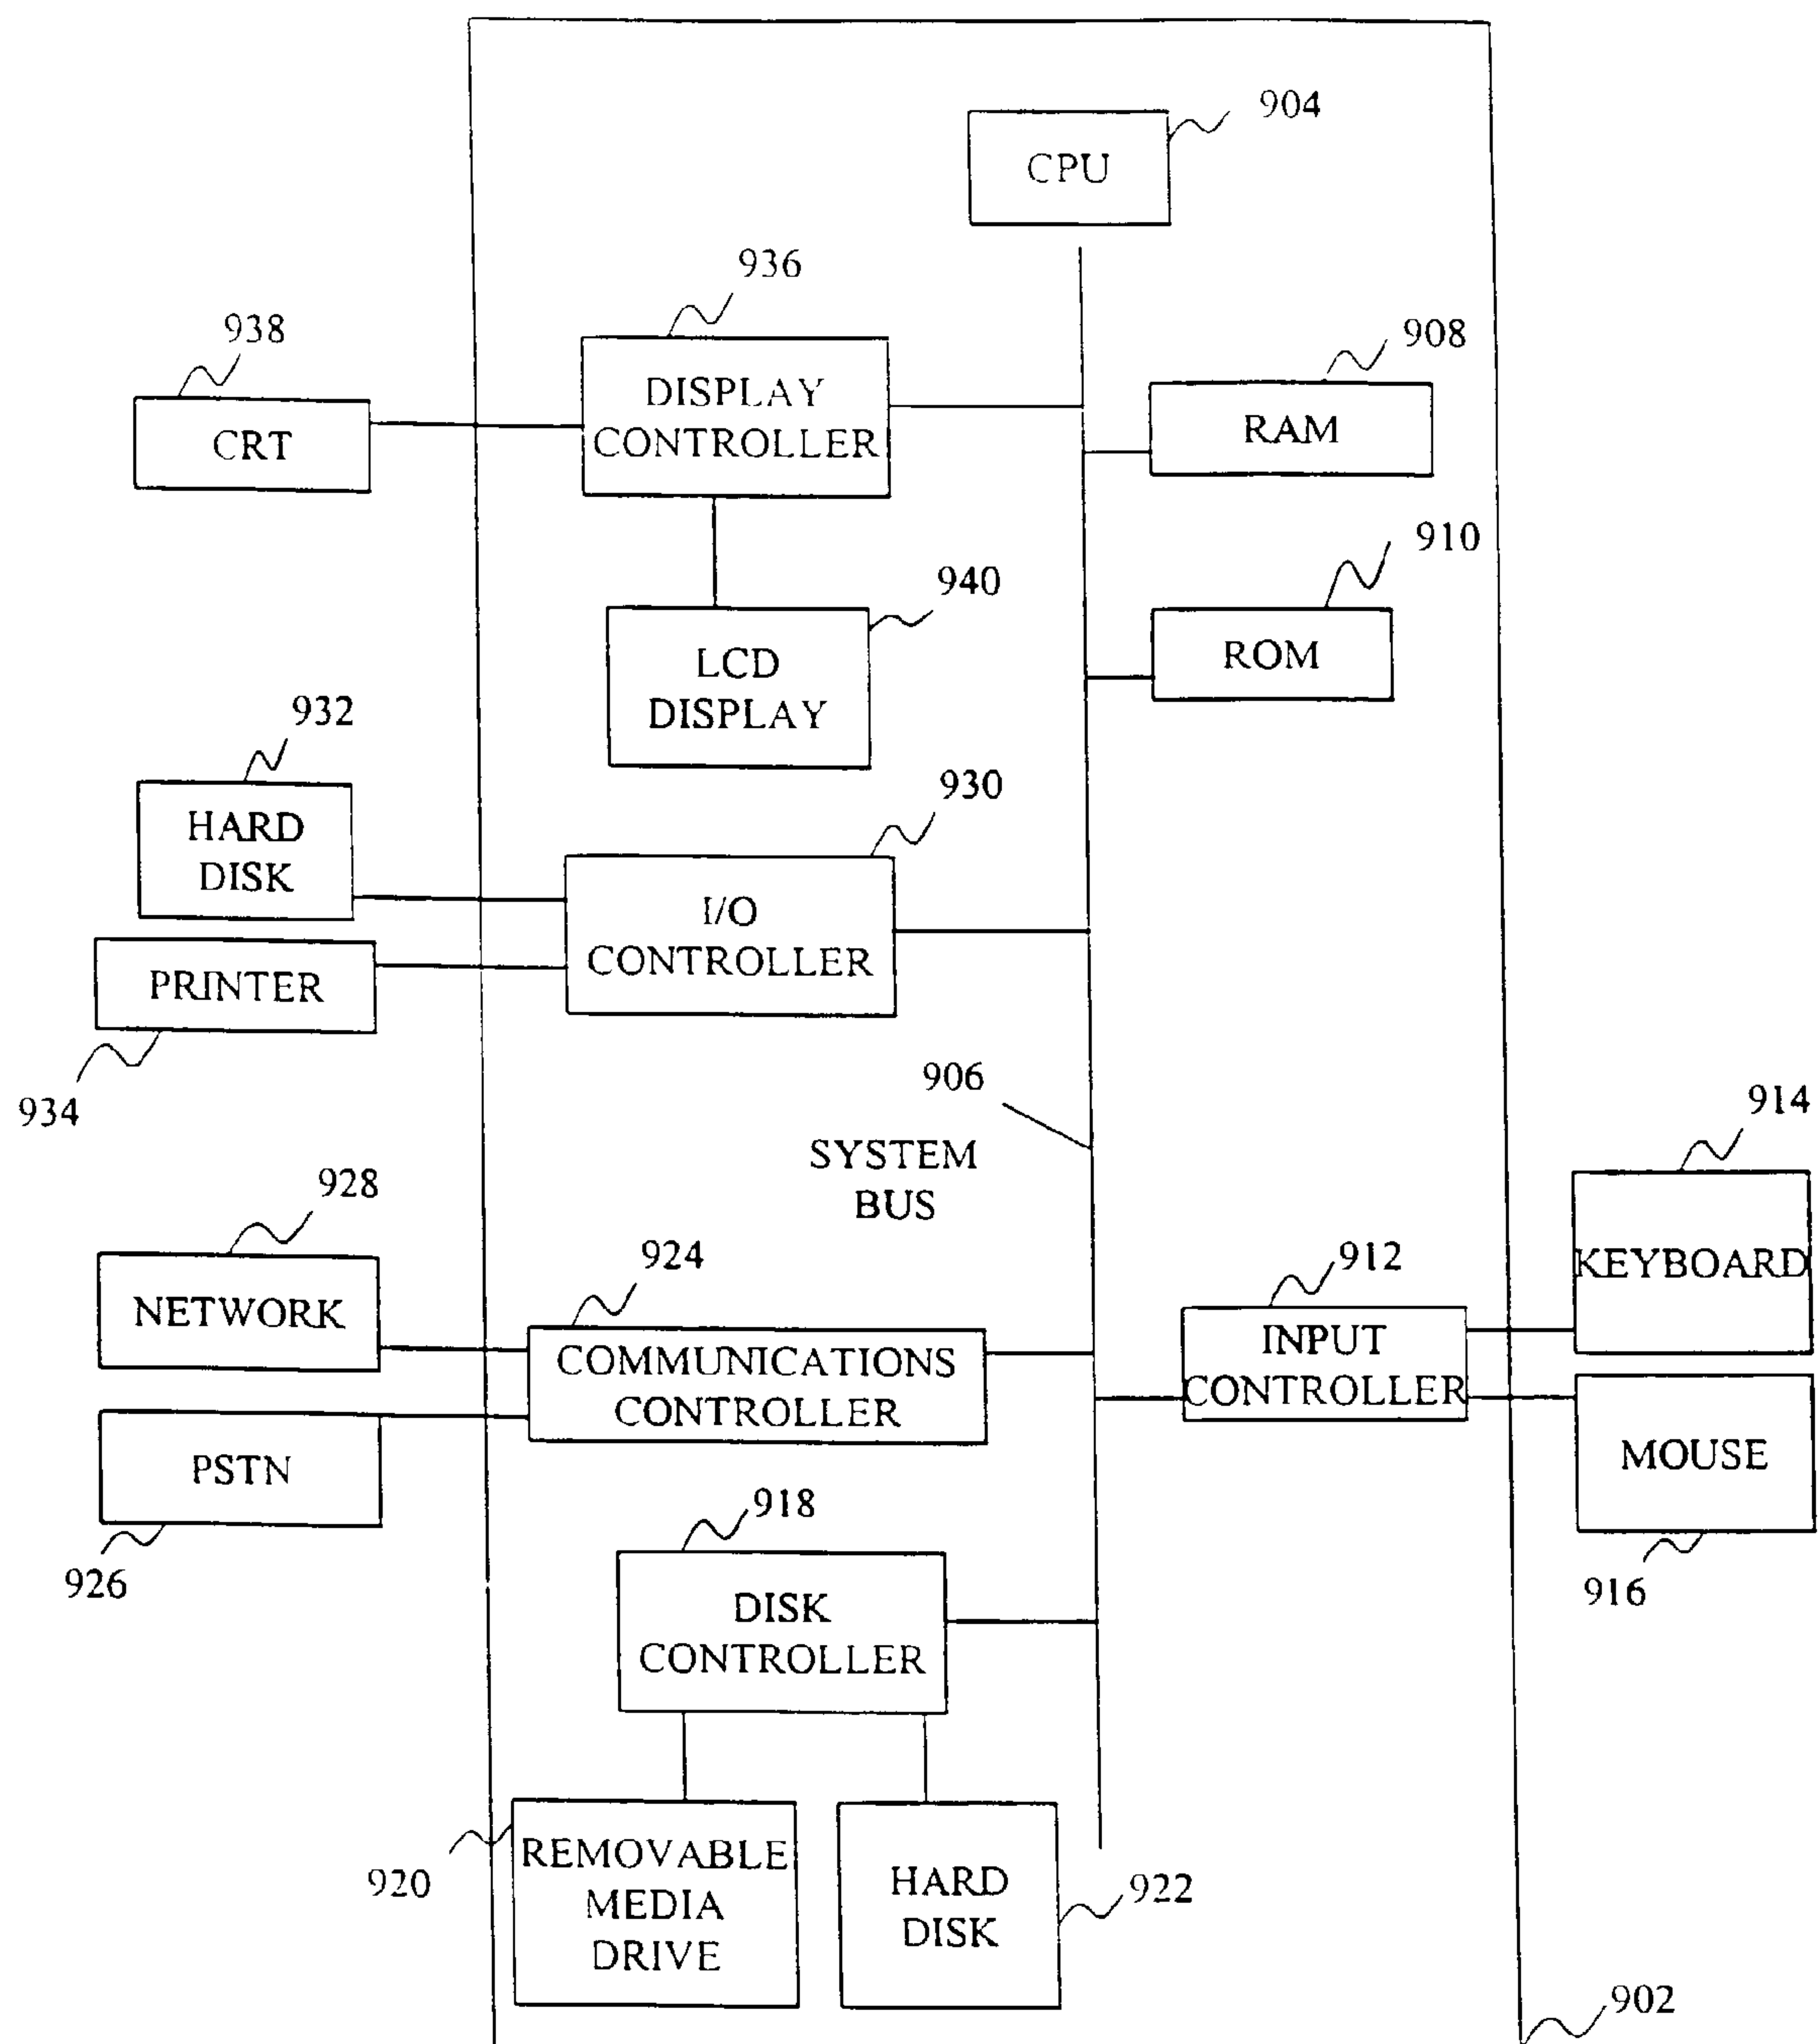 904
CPU
936
938
DISPLAY
CONTROLLER
CRT
908
RAM
910
ROM
940
LCD
DISPLAY
932
HARD
DISK
930
I/O
CONTROLLER
PRINTER
934
906
SYSTEM
BUS
914
KEYBOARD
928
NETWORK
924
COMMUNICATIONS
CONTROLLER
912
INPUT
CONTROLLER
MOUSE
916
PSTN
926
918
DISK
CONTROLLER
920
REMOVABLE
MEDIA
DRIVE
HARD
DISK
922
902